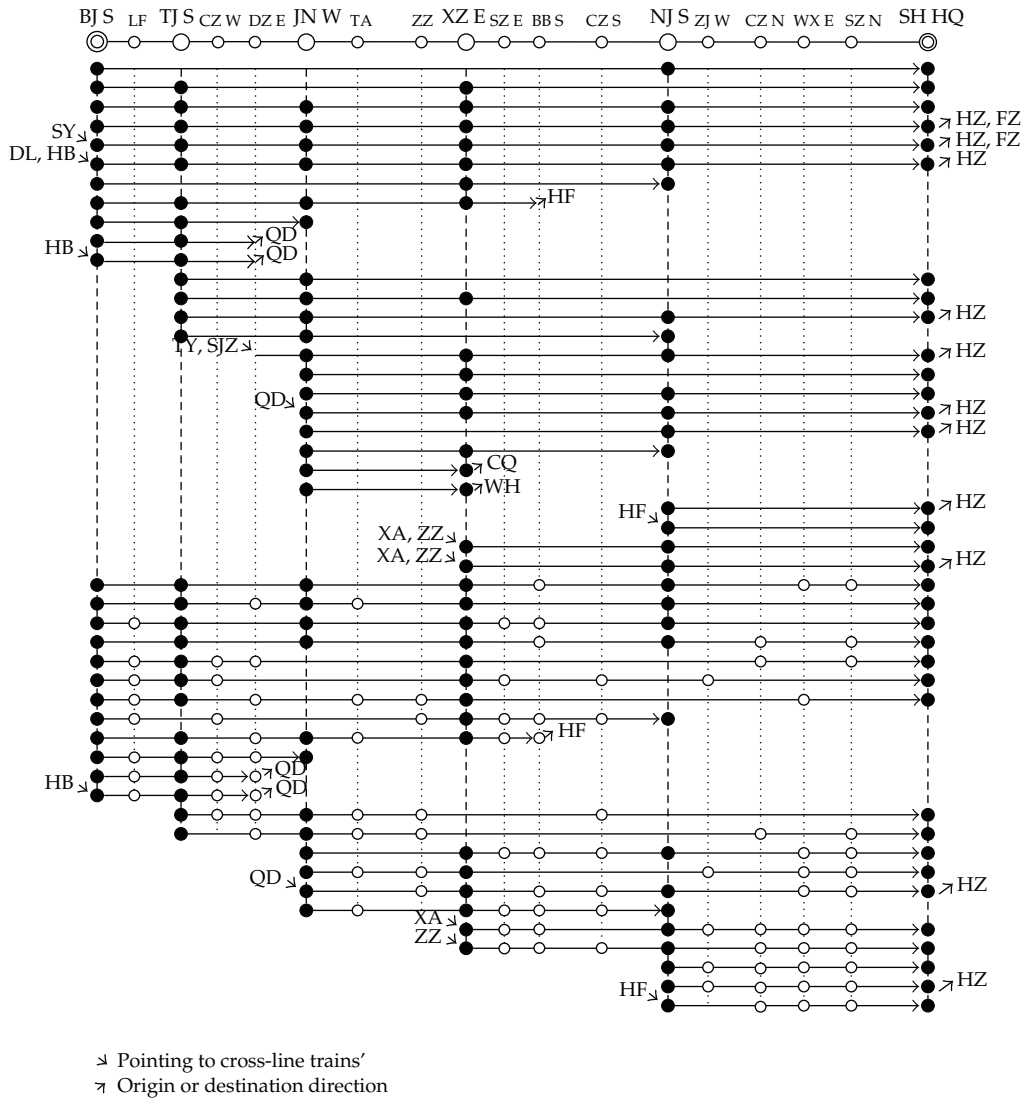 BJ S LF TJ S CZ W DZ E JN W TA ZZ XZ E SZ E BB S CZ S NJ S ZJ W CZ N WX E SZ N SH HQ
HZ, FZ
SY
HZ, FZ
DL, HB
HZ
HF
QD
HB
QD
HZ
TY, SJZ
HZ
QD
HZ
HZ
CQ
WH
HZ
HF
XA, ZZ
XA, ZZ
HZ
HF
QD
HB
QD
QD
HZ
XA
ZZ
HZ
HF
Pointing to cross-line trains’
Origin or destination direction